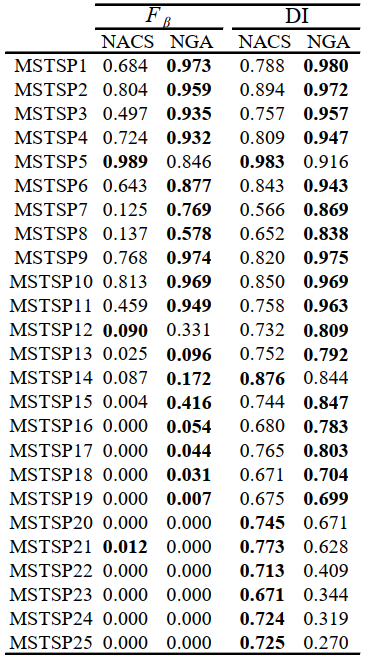 Fβ DI
NACS NGA NACS NGA
MSTSP1 0.684 0.973 0.788 0.980
MSTSP2 0.804 0.959 0.894 0.972
MSTSP3 0.497 0.935 0.757 0.957
MSTSP4 0.724 0.932 0.809 0.947
MSTSP5 0.989 0.846 0.983 0.916
MSTSP6 0.643 0.877 0.843 0.943
MSTSP7 0.125 0.769 0.566 0.869
MSTSP8 0.137 0.578 0.652 0.838
MSTSP9 0.768 0.974 0.820 0.975
MSTSP10 0.813 0.969 0.850 0.969
MSTSP11 0.459 0.949 0.758 0.963
MSTSP12 0.090 0.331 0.732 0.809
MSTSP13 0.025 0.096 0.752 0.792
MSTSP14 0.087 0.172 0.876 0.844
MSTSP15 0.004 0.416 0.744 0.847
MSTSP16 0.000 0.054 0.680 0.783
MSTSP17 0.000 0.044 0.765 0.803
MSTSP18 0.000 0.031 0.671 0.704
MSTSP19 0.000 0.007 0.675 0.699
MSTSP20 0.000 0.000 0.745 0.671
MSTSP21 0.012 0.000 0.773 0.628
MSTSP22 0.000 0.000 0.713 0.409
MSTSP23 0.000 0.000 0.671 0.344
MSTSP24 0.000 0.000 0.724 0.319
MSTSP25 0.000 0.000 0.725 0.270